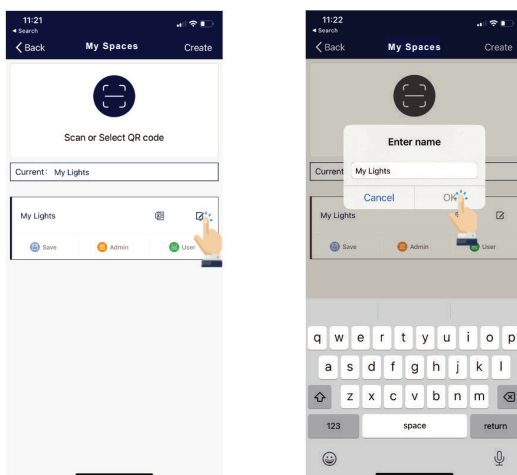 11:21
Search
Back My Spaces Create
Scan or Select QR code
Current: My Lights
My Lights
Save Admin User
11:22
Search
Back My Spaces Create
Enter name
Current
My Lights
Cancel OK
My Lights
Save Admin User
q w e r t y u i o p
a s d f g h j k l
z x c v b n m
123 space return